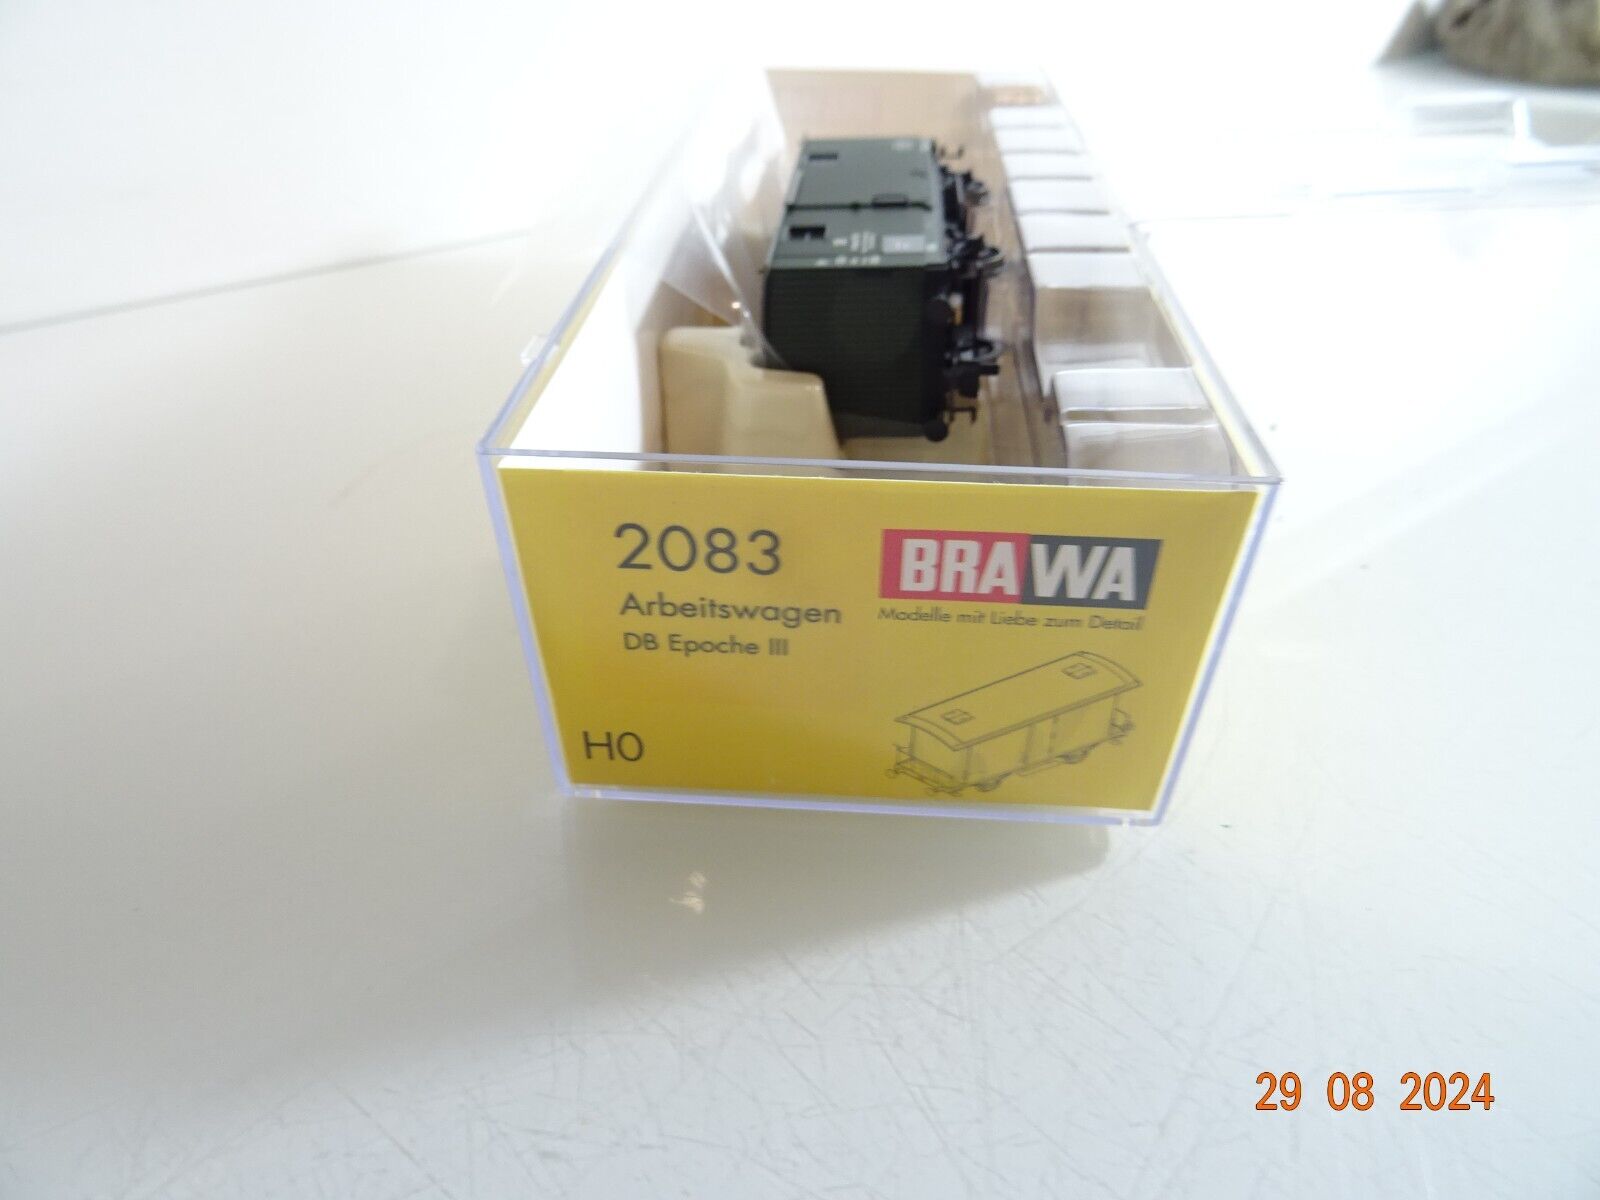 2083
Arbeitswagen
DB Epoche III
H0
BRAWA
Modelle mit Liebe zum Detail
29 08 2024